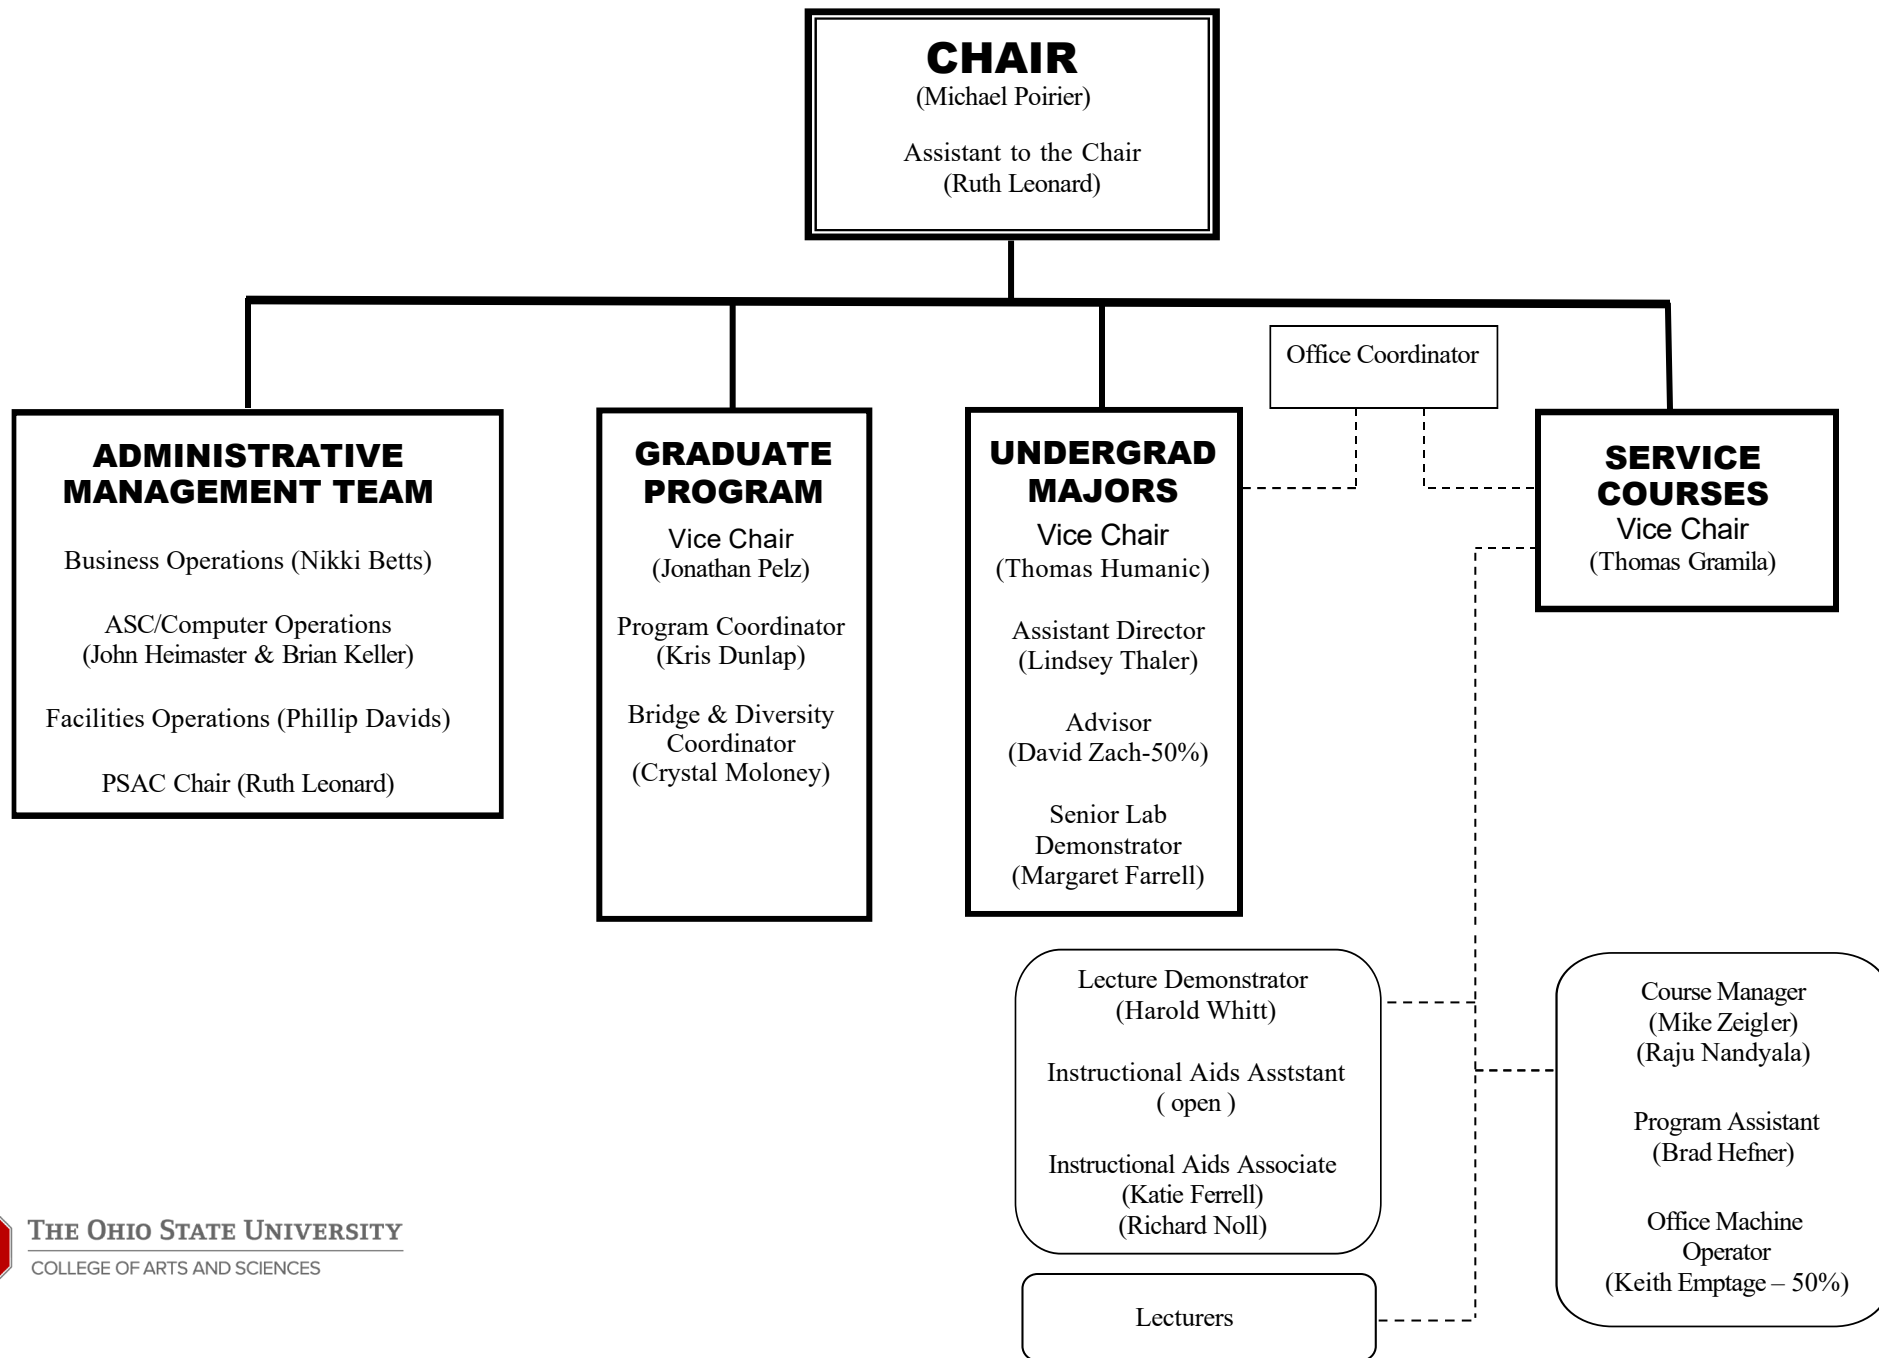 CHAIR
(Michael Poirier)
Assistant to the Chair
(Ruth Leonard)
Office Coordinator
ADMINISTRATIVE
MANAGEMENT TEAM
Business Operations (Nikki Betts)
ASC/Computer Operations
(John Heimaster & Brian Keller)
Facilities Operations (Phillip Davids)
PSAC Chair (Ruth Leonard)
GRADUATE
PROGRAM
Vice Chair
(Jonathan Pelz)
Program Coordinator
(Kris Dunlap)
Bridge & Diversity
Coordinator
(Crystal Moloney)
UNDERGRAD
MAJORS
Vice Chair
(Thomas Humanic)
Assistant Director
(Lindsey Thaler)
Advisor
(David Zach-50%)
Senior Lab
Demonstrator
(Margaret Farrell)
SERVICE
COURSES
Vice Chair
(Thomas Gramila)
Lecture Demonstrator
(Harold Whitt)
Instructional Aids Asststant
( open )
Instructional Aids Associate
(Katie Ferrell)
(Richard Noll)
Course Manager
(Mike Zeigler)
(Raju Nandyala)
Program Assistant
(Brad Hefner)
Office Machine
Operator
(Keith Emptage – 50%)
Lecturers
THE OHIO STATE UNIVERSITY
COLLEGE OF ARTS AND SCIENCES